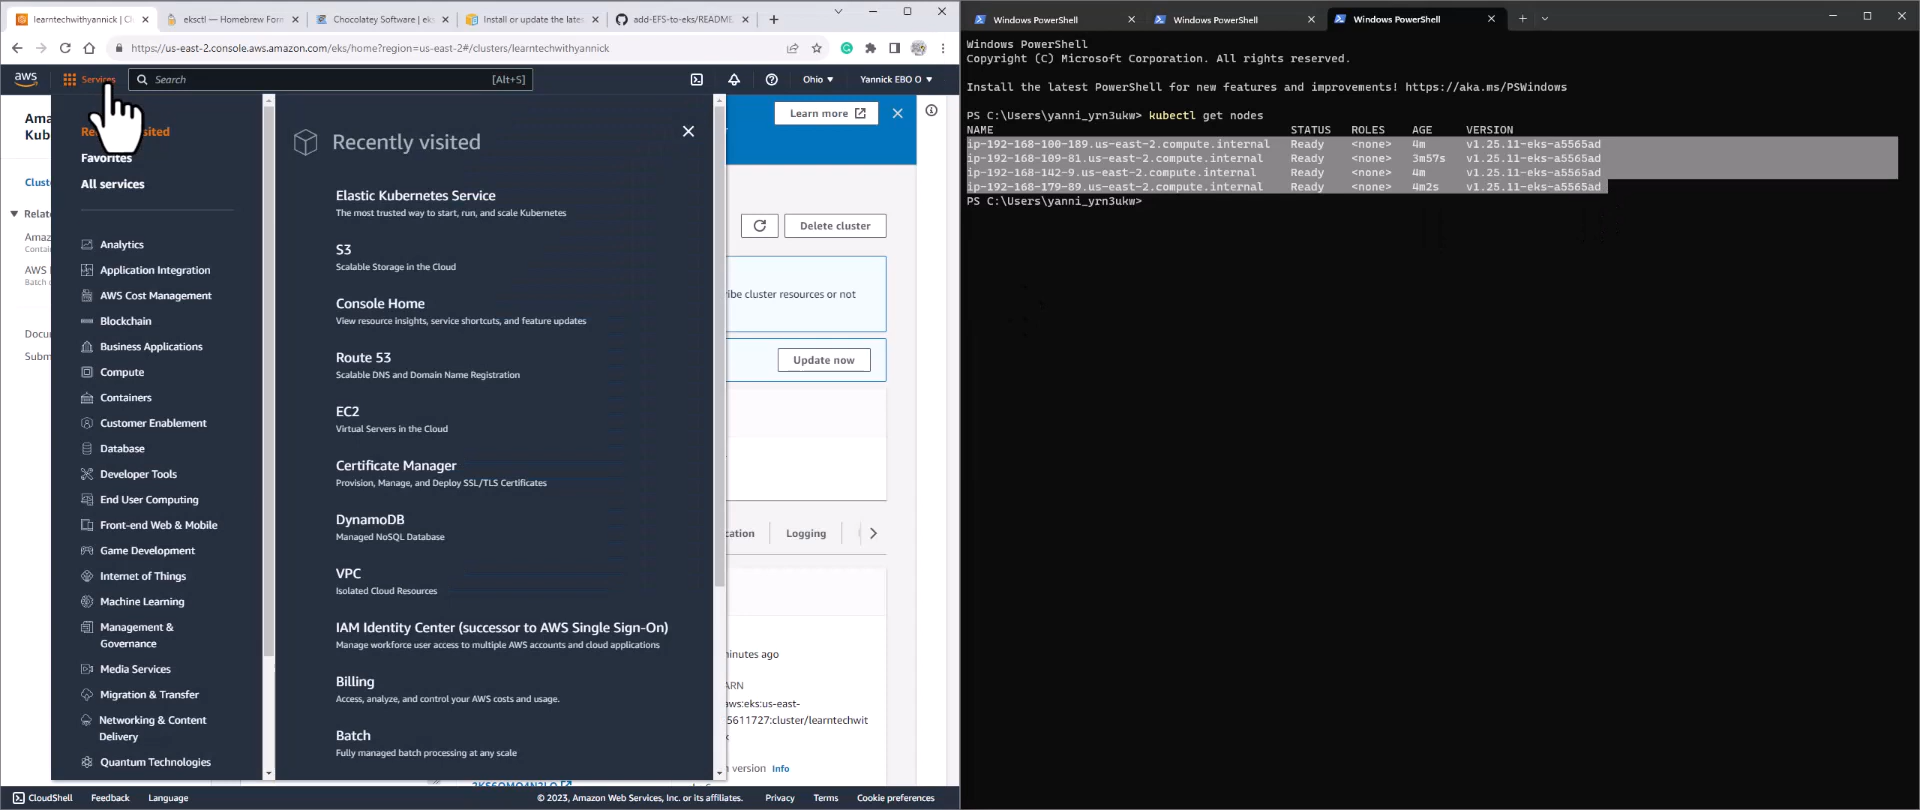 learntechwithyannick | C
eksctl — Homebrew Form
Chocolatey Software | eks
Install or update the lates
add-EFS-to-eks/README
https://us-east-2.console.aws.amazon.com/eks/home?region=us-east-2#/clusters/learntechwithyannick
aws
Services
Search
[Alt+S]
Ohio
Yannick EBO O
Learn more
Recently visited
Favorites
All services
Analytics
Application Integration
AWS Cost Management
Blockchain
Business Applications
Compute
Containers
Customer Enablement
Database
Developer Tools
End User Computing
Front-end Web & Mobile
Game Development
Internet of Things
Machine Learning
Management &
Governance
Media Services
Migration & Transfer
Networking & Content
Delivery
Quantum Technologies
Recently visited
Elastic Kubernetes Service
The most trusted way to start, run, and scale Kubernetes
S3
Scalable Storage in the Cloud
Console Home
View resource insights, service shortcuts, and feature updates
Route 53
Scalable DNS and Domain Name Registration
EC2
Virtual Servers in the Cloud
Certificate Manager
Provision, Manage, and Deploy SSL/TLS Certificates
DynamoDB
Managed NoSQL Database
VPC
Isolated Cloud Resources
IAM Identity Center (successor to AWS Single Sign-On)
Manage workforce user access to multiple AWS accounts and cloud applications
Billing
Access, analyze, and control your AWS costs and usage.
Batch
Fully managed batch processing at any scale
Ama
Kub
Clust
Relate
Amaz
Contain
AWS
Batch
Docu
Subm
Delete cluster
ibe cluster resources or not
Update now
cation
Logging
inutes ago
ARN
aws:eks:us-east-
5611727:cluster/learntechwit
k
version
Info
CloudShell
Feedback
Language
© 2023, Amazon Web Services, Inc. or its affiliates.
Privacy
Terms
Cookie preferences
Windows PowerShell
Windows PowerShell
Windows PowerShell
Windows PowerShell
Copyright (C) Microsoft Corporation. All rights reserved.
Install the latest PowerShell for new features and improvements! https://aka.ms/PSWindows
PS C:\Users\yanni_yrn3ukw> kubectl get nodes
NAME STATUS ROLES AGE VERSION
ip-192-168-100-189.us-east-2.compute.internal Ready <none> 4m v1.25.11-eks-a5565ad
ip-192-168-109-81.us-east-2.compute.internal Ready <none> 3m57s v1.25.11-eks-a5565ad
ip-192-168-142-9.us-east-2.compute.internal Ready <none> 4m v1.25.11-eks-a5565ad
ip-192-168-179-89.us-east-2.compute.internal Ready <none> 4m2s v1.25.11-eks-a5565ad
PS C:\Users\yanni_yrn3ukw>